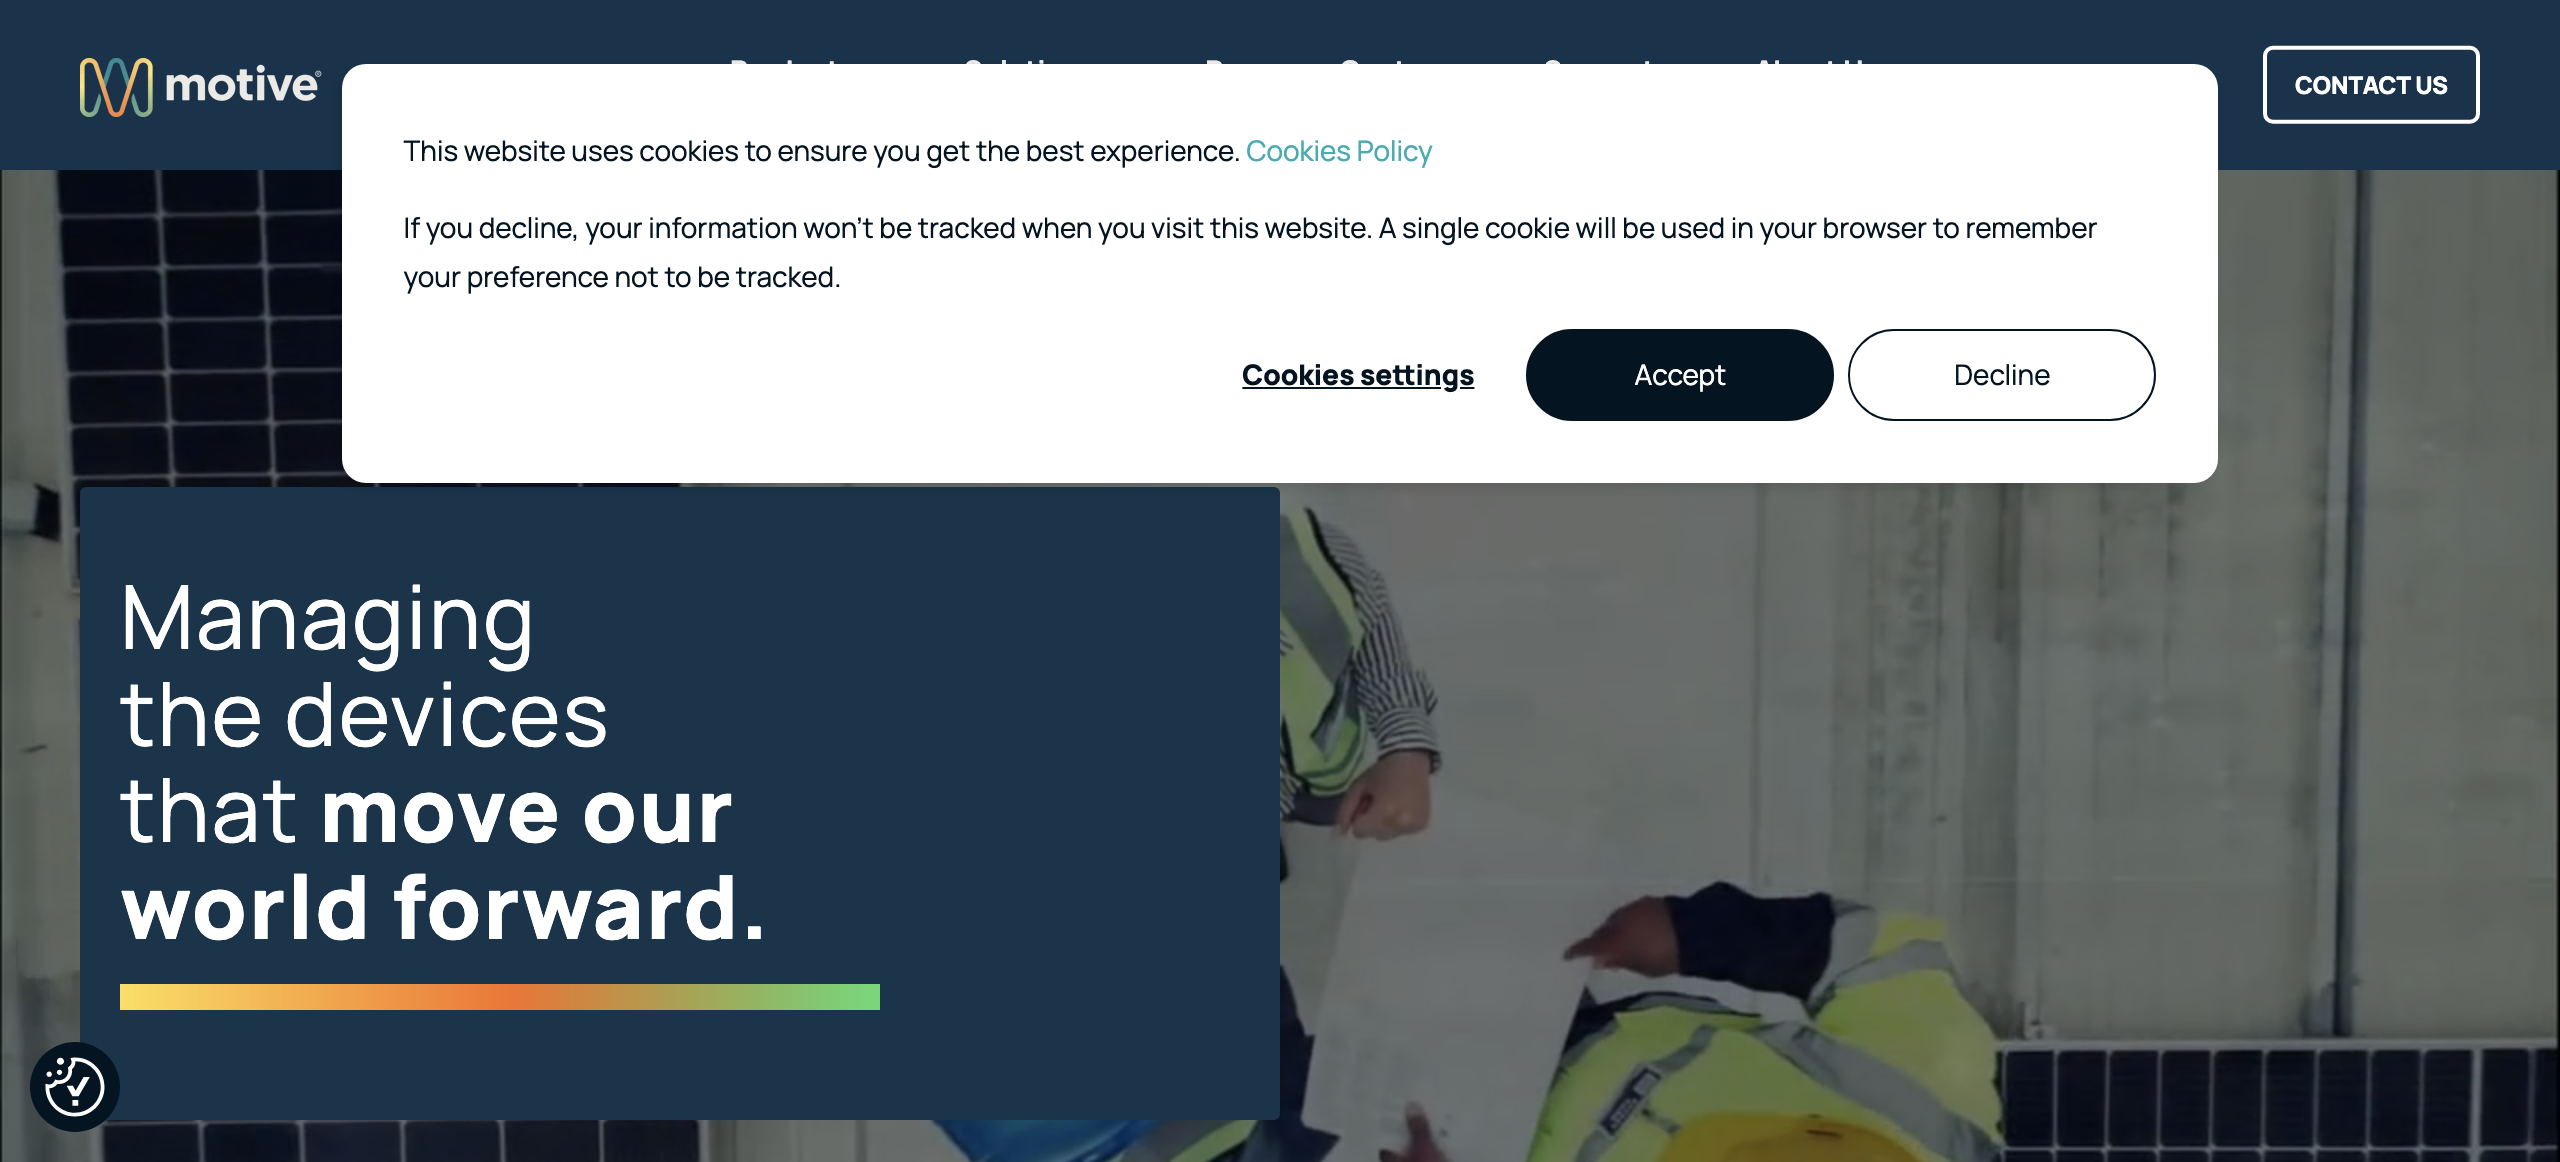 motive®
CONTACT US
This website uses cookies to ensure you get the best experience. Cookies Policy
If you decline, your information won't be tracked when you visit this website. A single cookie will be used in your browser to remember
your preference not to be tracked.
Cookies settings
Accept
Decline
Managing
the devices
that move our
world forward.